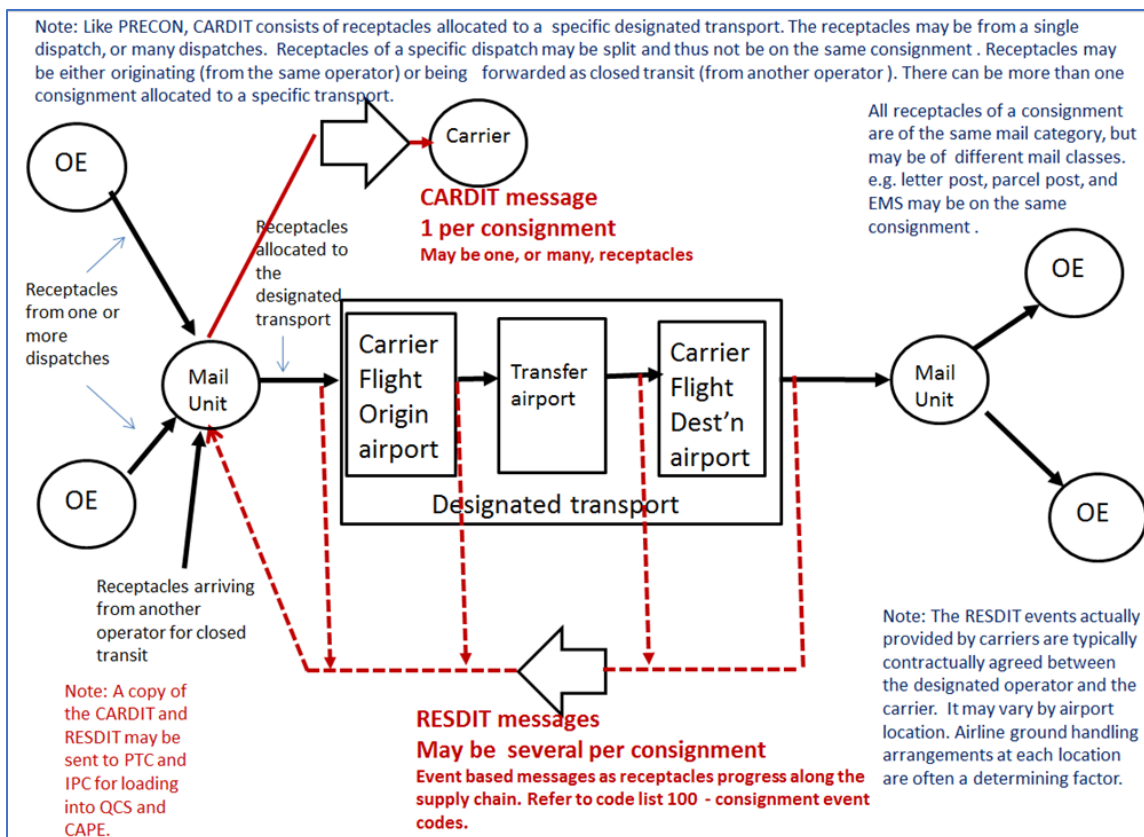 Note: Like PRECON, CARDIT consists of receptacles allocated to a specific designated transport. The receptacles may be from a single
dispatch, or many dispatches. Receptacles of a specific dispatch may be split and thus not be on the same consignment . Receptacles may
be either originating (from the same operator) or being forwarded as closed transit (from another operator ). There can be more than one
consignment allocated to a specific transport.
All receptacles of a consignment
are of the same mail category, but
may be of different mail classes.
e.g. letter post, parcel post, and
EMS may be on the same
consignment .
OE
Carrier
CARDIT message
1 per consignment
May be one, or many, receptacles
Receptacles
allocated to
the
designated
transport
Receptacles
from one or
more
dispatches
Mail
Unit
OE
Carrier
Flight
Origin
airport
Transfer
airport
Carrier
Flight
Dest'n
airport
Designated transport
OE
Mail
Unit
OE
Receptacles arriving
from another
operator for closed
transit
Note: A copy of
the CARDIT and
RESDIT may be
sent to PTC and
IPC for loading
into QCS and
CAPE.
RESDIT messages
May be several per consignment
Event based messages as receptacles progress along the
supply chain. Refer to code list 100 - consignment event
codes.
Note: The RESDIT events actually
provided by carriers are typically
contractually agreed between
the designated operator and the
carrier. It may vary by airport
location. Airline ground handling
arrangements at each location
are often a determining factor.